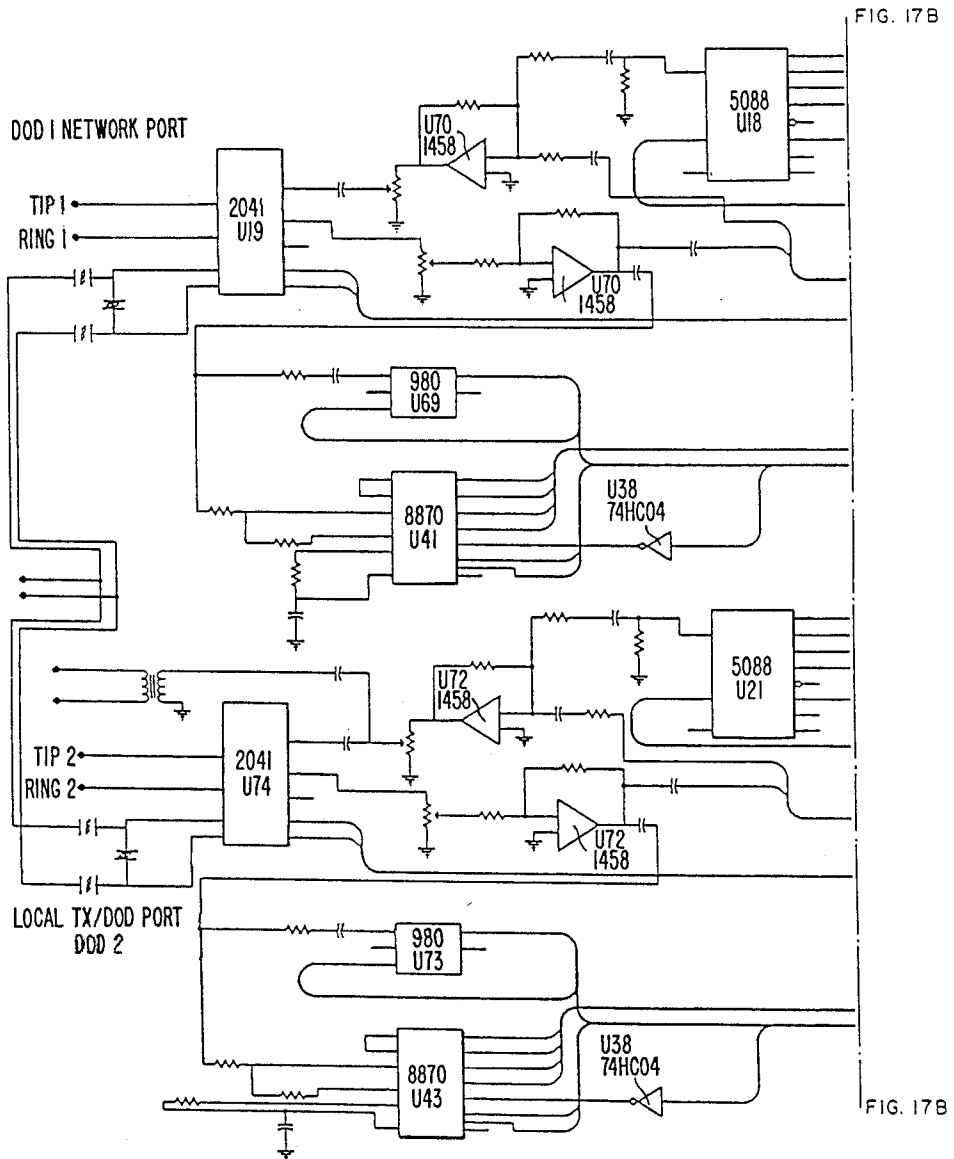 FIG. 17B
5088
U18
U70
1458
DOD 1 NETWORK PORT
TIP 1
RING 1
2041
U19
U70
1458
980
U69
8870
U41
U38
74HC04
5088
U21
U72
1458
TIP 2
RING 2
2041
U74
U72
1458
LOCAL TX/DOD PORT
DOD 2
980
U73
8870
U43
U38
74HC04
FIG. 17B